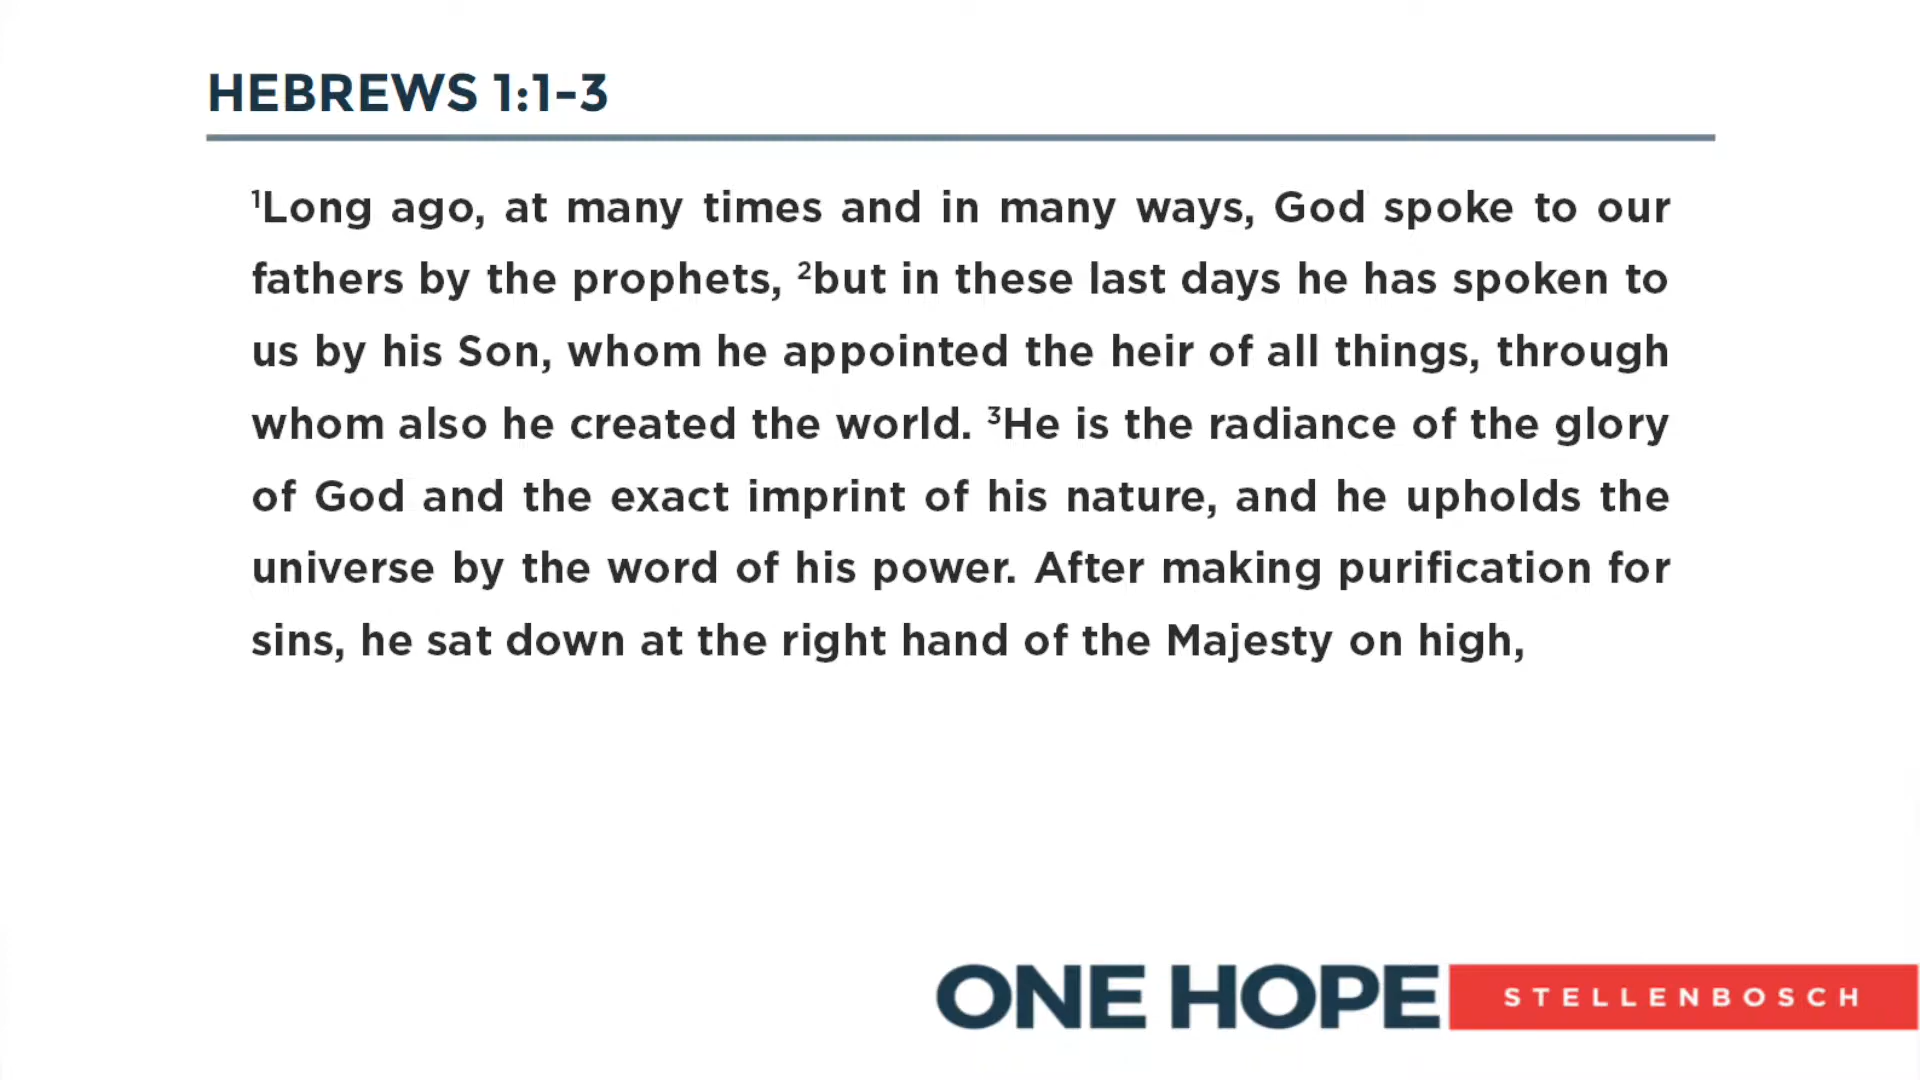 HEBREWS 1:1-3
¹Long ago, at many times and in many ways, God spoke to our
fathers by the prophets, ²but in these last days he has spoken to
us by his Son, whom he appointed the heir of all things, through
whom also he created the world. ³He is the radiance of the glory
of God and the exact imprint of his nature, and he upholds the
universe by the word of his power. After making purification for
sins, he sat down at the right hand of the Majesty on high,
ONE HOPE STELLENBOSCH